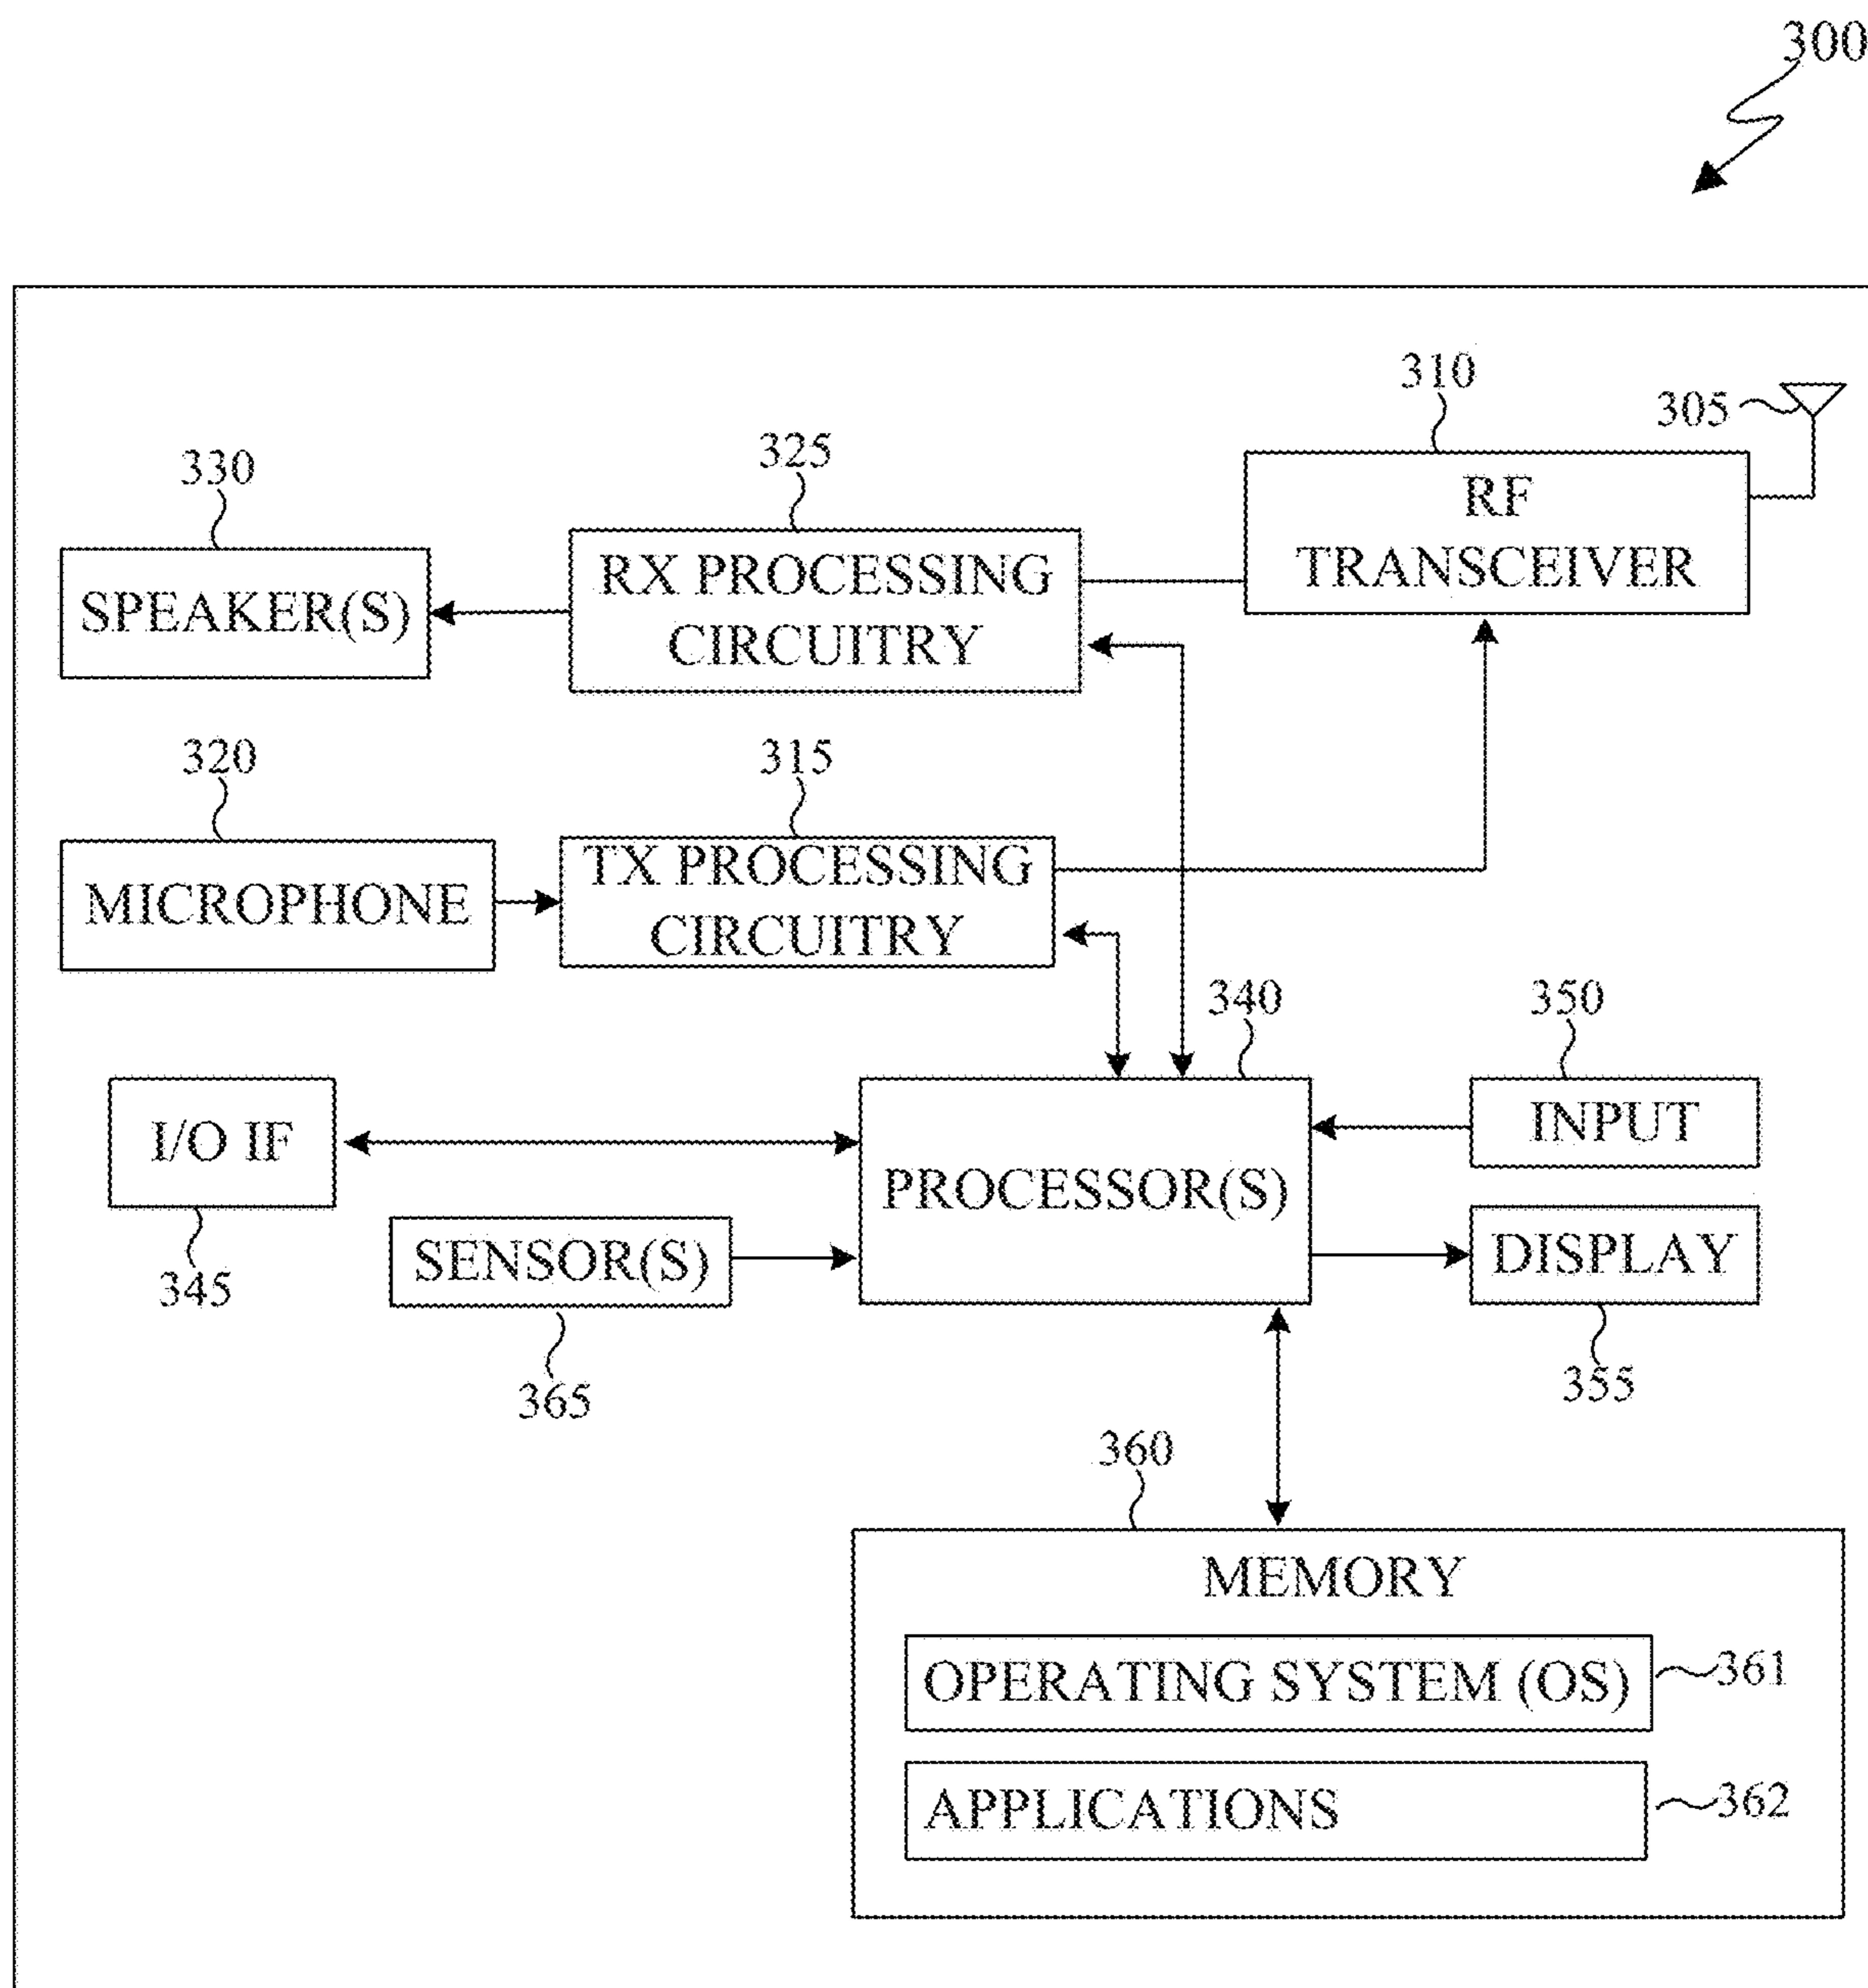 300
310
305
325
330
RF
TRANSCEIVER
RX PROCESSING
CIRCUITRY
SPEAKER(S)
320
315
TX PROCESSING
CIRCUITRY
MICROPHONE
340
350
I/O IF
INPUT
PROCESSOR(S)
SENSOR(S)
DISPLAY
345
365
355
360
MEMORY
OPERATING SYSTEM (OS)
361
APPLICATIONS
362